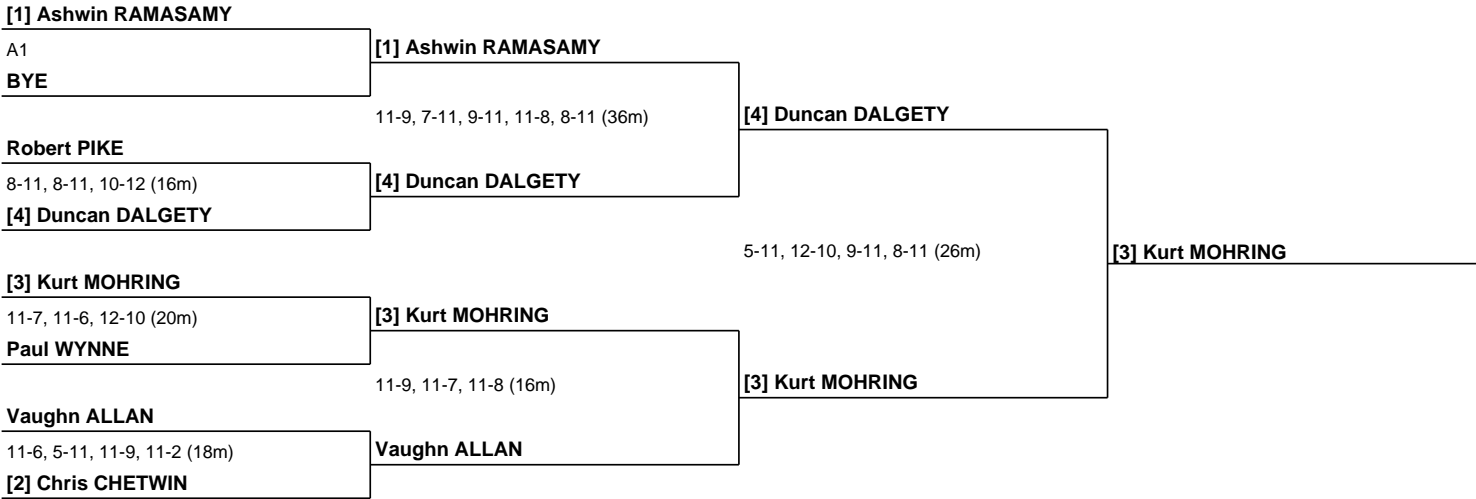 [1] Ashwin RAMASAMY
A1
BYE
[1] Ashwin RAMASAMY
11-9, 7-11, 9-11, 11-8, 8-11 (36m)
[4] Duncan DALGETY
Robert PIKE
8-11, 8-11, 10-12 (16m)
[4] Duncan DALGETY
[4] Duncan DALGETY
5-11, 12-10, 9-11, 8-11 (26m)
[3] Kurt MOHRING
[3] Kurt MOHRING
11-7, 11-6, 12-10 (20m)
Paul WYNNE
[3] Kurt MOHRING
11-9, 11-7, 11-8 (16m)
[3] Kurt MOHRING
Vaughn ALLAN
11-6, 5-11, 11-9, 11-2 (18m)
[2] Chris CHETWIN
Vaughn ALLAN